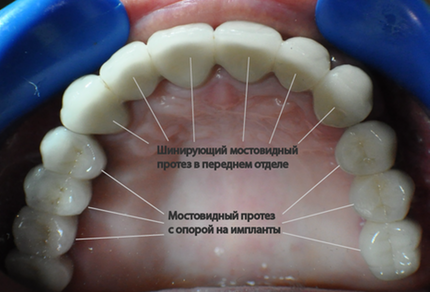 Шинирующий мостовидный
протез в переднем отделе
Мостовидный протез
с опорой на импланты